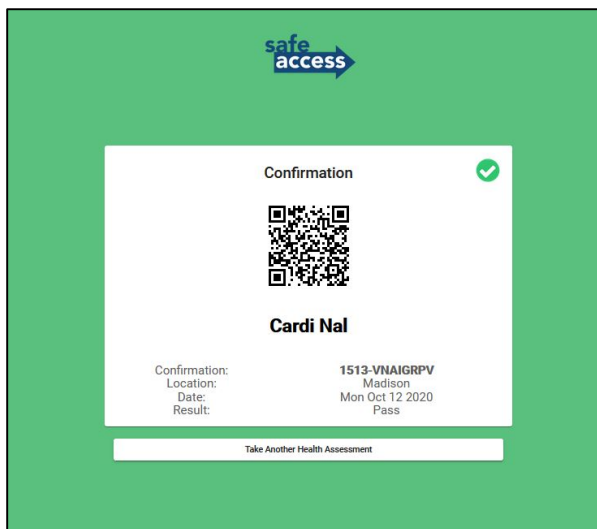 safe
access
Confirmation
Cardi Nal
Confirmation: 1513-VNAIGRPV
Location: Madison
Date: Mon Oct 12 2020
Result: Pass
Take Another Health Assessment